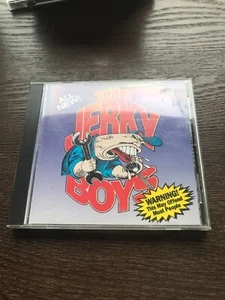 ALL NEW!
THE
JERKY
BOYS
WARNING!
This May Offend
Most People